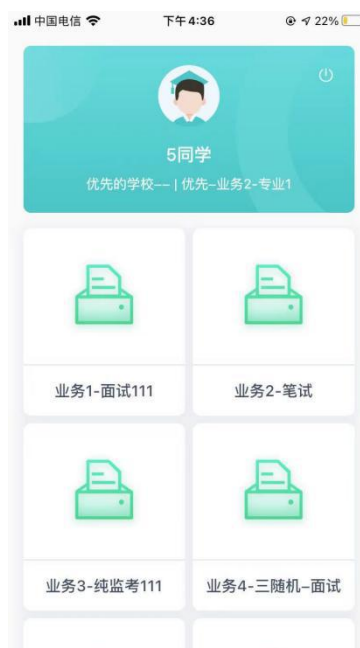 中国电信 下午4:36 22%
5同学
优先的学校-- | 优先-业务2-专业1
业务1-面试111 业务2-笔试
业务3-纯监考111 业务4-三随机-面试